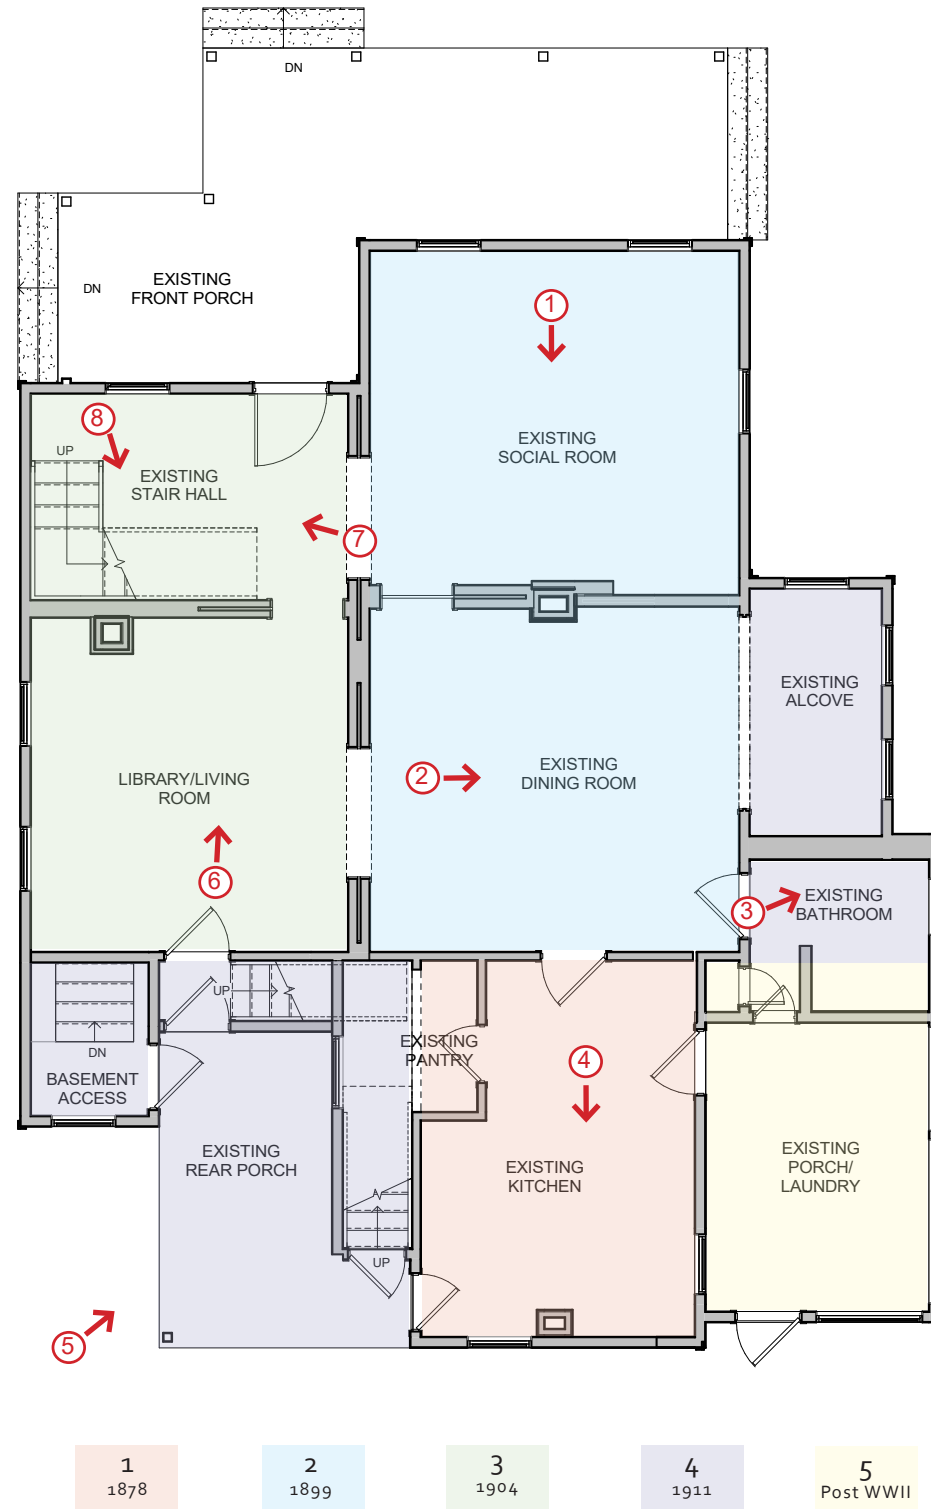 DN
DN
EXISTING
FRONT PORCH
1
8
UP
EXISTING
STAIR HALL
EXISTING
SOCIAL ROOM
7
EXISTING
ALCOVE
LIBRARY/LIVING
ROOM
2
EXISTING
DINING ROOM
6
3
EXISTING
BATHROOM
UP
DN
BASEMENT
ACCESS
EXISTING
PANTRY
4
EXISTING
REAR PORCH
EXISTING
KITCHEN
EXISTING
PORCH/
LAUNDRY
UP
5
1
1878
2
1899
3
1904
4
1911
5
Post WWII